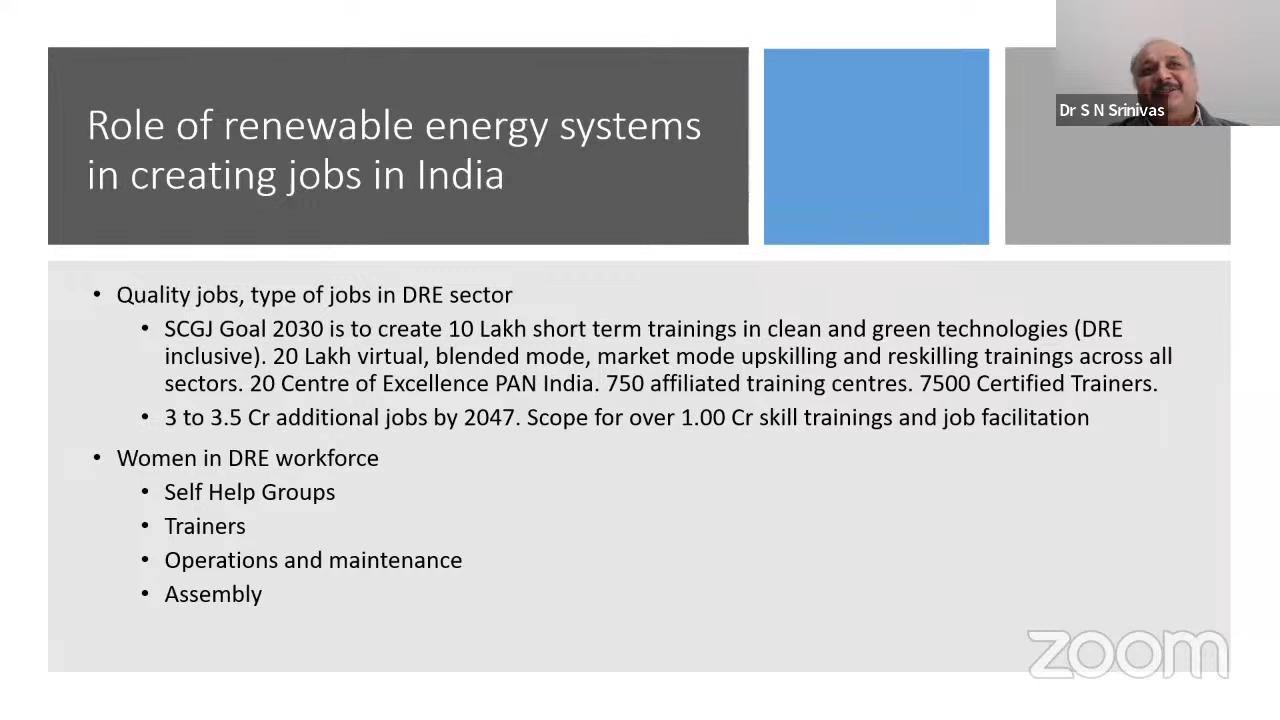 Role of renewable energy systems
in creating jobs in India
Dr S N Srinivas
• Quality jobs, type of jobs in DRE sector
• SCGJ Goal 2030 is to create 10 Lakh short term trainings in clean and green technologies (DRE
inclusive). 20 Lakh virtual, blended mode, market mode upskilling and reskilling trainings across all
sectors. 20 Centre of Excellence PAN India. 750 affiliated training centres. 7500 Certified Trainers.
• 3 to 3.5 Cr additional jobs by 2047. Scope for over 1.00 Cr skill trainings and job facilitation
• Women in DRE workforce
• Self Help Groups
• Trainers
• Operations and maintenance
• Assembly
zoom